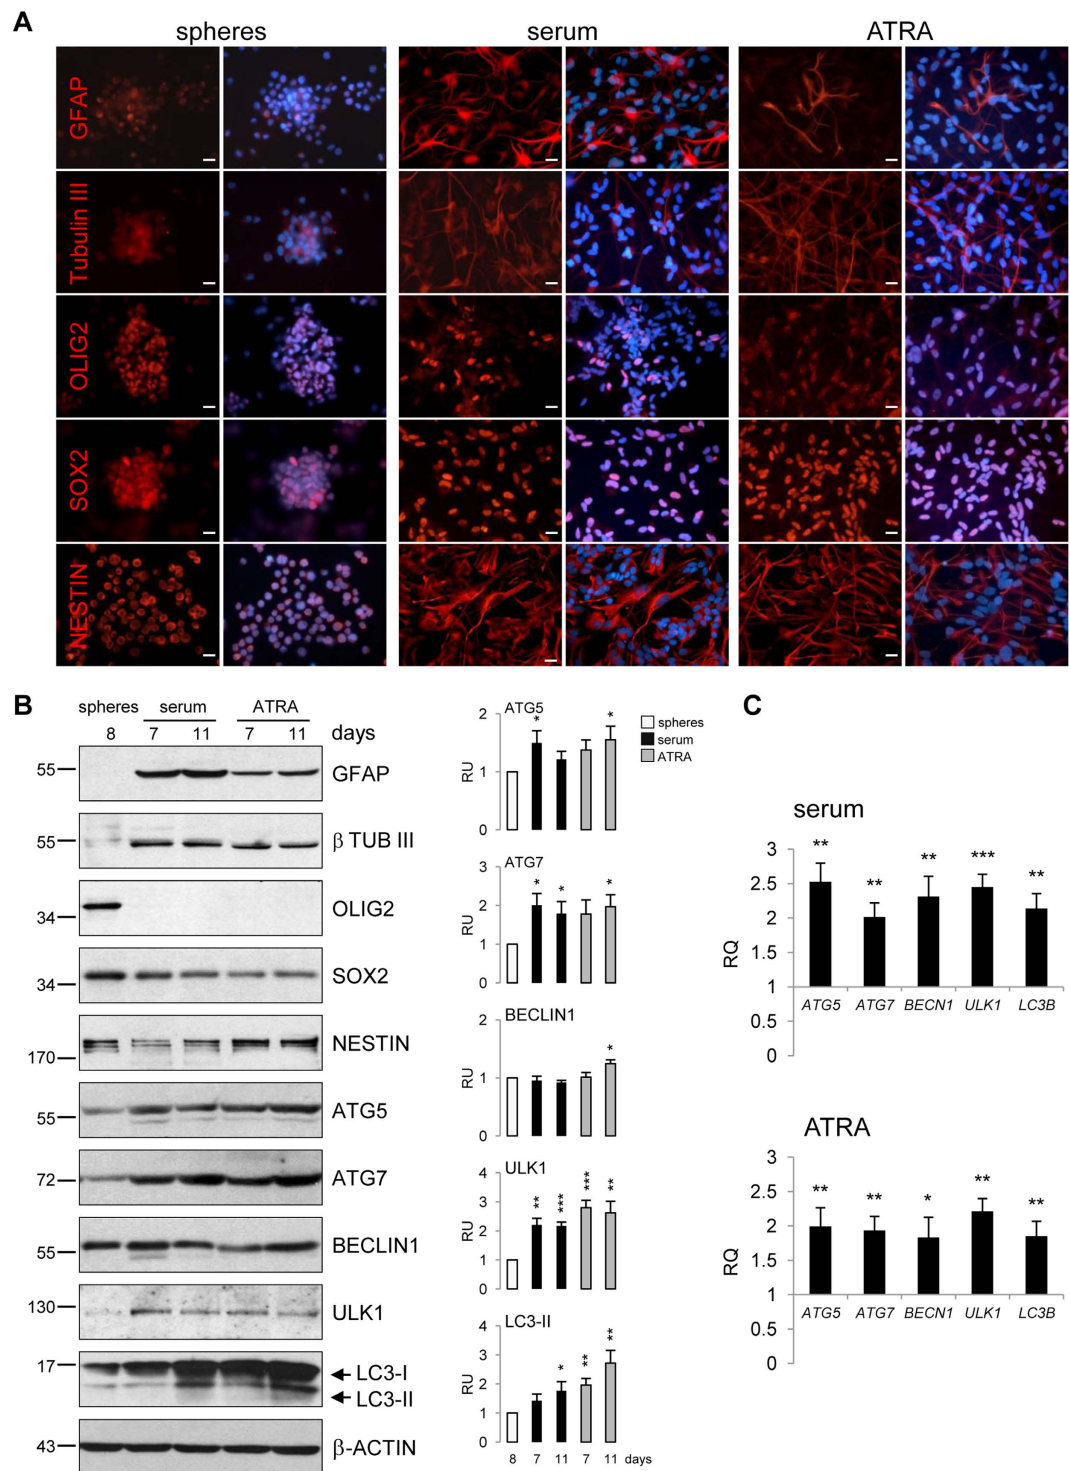 A
spheres
serum
ATRA
GFAP
Tubulin III
OLIG2
SOX2
NESTIN
B
spheres
serum
ATRA
8 7 11 7 11 days
55
GFAP
55
β TUB III
34
OLIG2
34
SOX2
170
NESTIN
55
ATG5
72
ATG7
55
BECLIN1
130
ULK1
17
LC3-I
LC3-II
43
β-ACTIN
ATG5
2
1
0
RU
* *
spheres
serum
ATRA
ATG7
3
2
1
0
RU
* * *
BECLIN1
2
1
0
RU
*
ULK1
4
3
2
1
0
RU
** *** *** **
LC3-II
4
3
2
1
0
RU
* ** **
8 7 11 7 11 days
C
serum
3
2.5
2
1.5
1
0.5
0
RQ
** ** ** *** **
ATG5 ATG7 BECN1 ULK1 LC3B
ATRA
3
2.5
2
1.5
1
0.5
0
RQ
** ** * ** **
ATG5 ATG7 BECN1 ULK1 LC3B